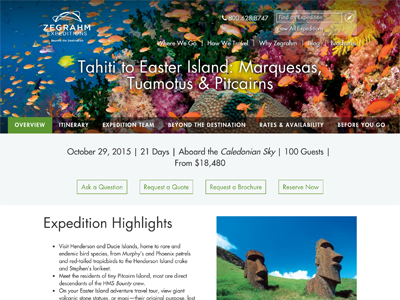 ZEGRAHM
EXPEDITIONS
Beyond the Destination
800.628.8747
Find my Expedition
View All Expeditions
Where We Go | How We Travel | Why Zegrahm | Blog
Tahiti to Easter Island: Marquesas,
Tuamotus & Pitcairns
OVERVIEW
ITINERARY
EXPEDITION TEAM
BEYOND THE DESTINATION
RATES & AVAILABILITY
BEFORE YOU GO
October 29, 2015 | 21 Days | Aboard the Caledonian Sky | 100 Guests |
From $18,480
Ask a Question
Request a Quote
Request a Brochure
Reserve Now
Expedition Highlights
• Visit Henderson and Ducie Islands, home to rare and
endemic bird species, from Murphy's and Phoenix petrels
and red-tailed tropicbirds to the Henderson Island crake
and Stephen's lorikeet.
• Meet the residents of tiny Pitcairn Island, most are direct
descendants of the HMS Bounty crew.
• On your Easter Island adventure travel tour, view giant
volcanic stone statues, or moai—their original purpose, lost